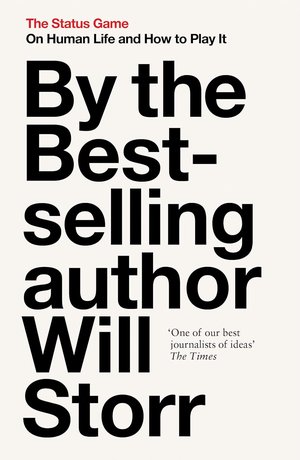 The Status Game
On Human Life and How to Play It
By the
Best-
selling
author
Will
Storr
‘One of our best
journalists of ideas’
The Times